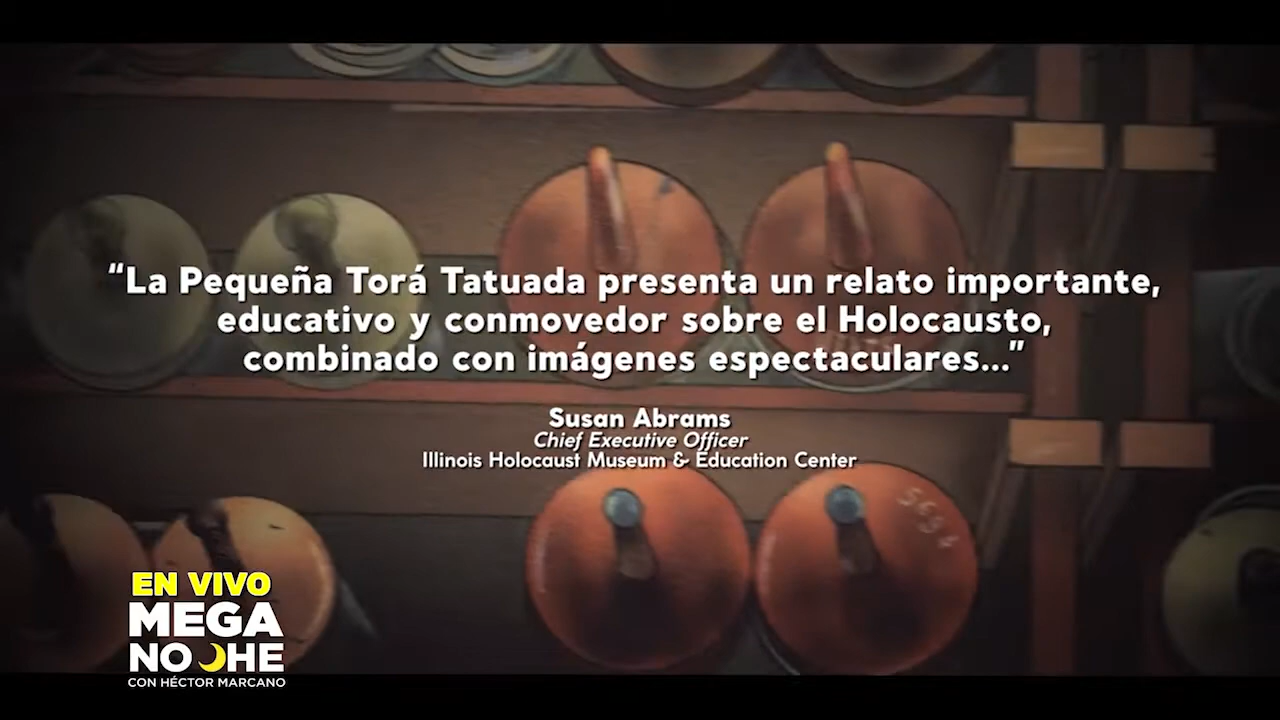 “La Pequeña Torá Tatuada presenta un relato importante,
educativo y conmovedor sobre el Holocausto,
combinado con imágenes espectaculares...”
Susan Abrams
Chief Executive Officer
Illinois Holocaust Museum & Education Center
EN VIVO
MEGA
NOCHE
CON HÉCTOR MARCANO